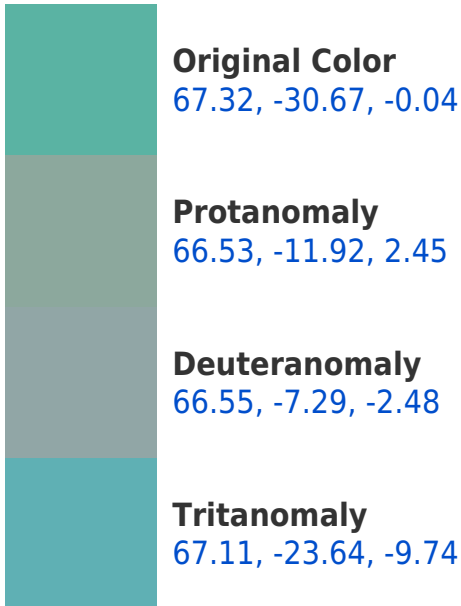 Original Color
67.32, -30.67, -0.04
Protanomaly
66.53, -11.92, 2.45
Deuteranomaly
66.55, -7.29, -2.48
Tritanomaly
67.11, -23.64, -9.74